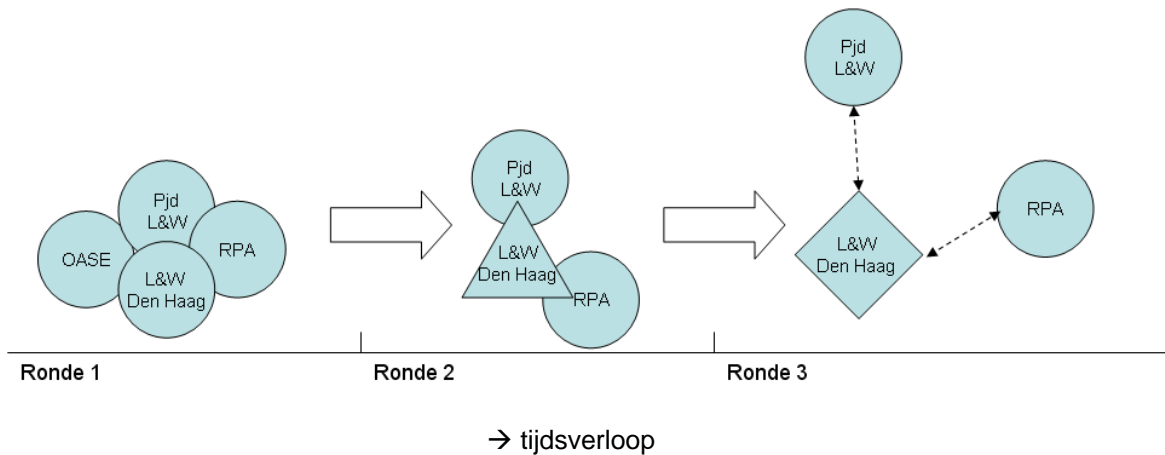 Pjd
L&W
OASE
RPA
L&W
Den Haag
Pjd
L&W
L&W
Den Haag
RPA
Pjd
L&W
RPA
L&W
Den Haag
Ronde 1
Ronde 2
Ronde 3
→ tijdsverloop